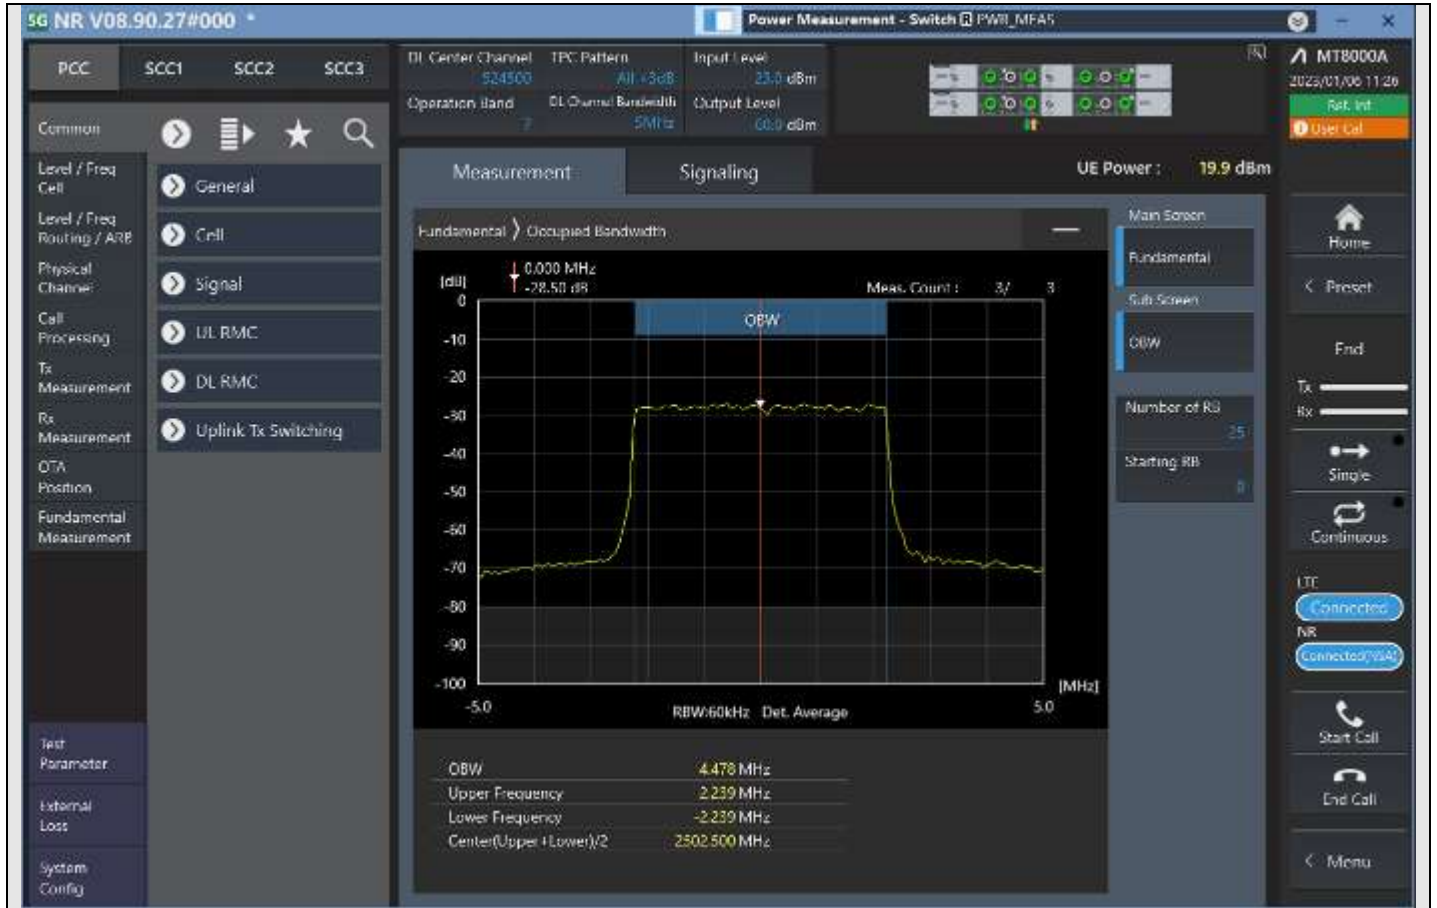 5G NR V08.90.27#000 *
Power Measurement - Switch R PWR_MEAS
PCC SCC1 SCC2 SCC3
DL Center Channel TPC Pattern Input Level
524500 All +3dB 23.0 dBm
Operation Band DL Channel Bandwidth Output Level
7 5MHz dBm
MT8000A
2023/01/06 11:26
Ref. Int
User Cal
Common
Level / Freq
Cell
Level / Freq
Routing / ARB
Physical
Channel
Call
Processing
Tx
Measurement
Rx
Measurement
OTA
Position
Fundamental
Measurement
Test
Parameter
External
Loss
System
Config
General
Cell
Signal
UL RMC
DL RMC
Uplink Tx Switching
Measurement Signaling
UE Power : 19.9 dBm
Fundamental > Occupied Bandwidth
[dB]
0.000 MHz
-28.50 dB
Meas. Count : 3/ 3
OBW
0
-10
-20
-30
-40
-50
-60
-70
-80
-90
-100
[MHz]
-5.0 RBW:60kHz Det. Average 5.0
OBW 4.478 MHz
Upper Frequency 2.239 MHz
Lower Frequency -2.239 MHz
Center(Upper+Lower)/2 2502.500 MHz
Main Screen
Fundamental
Sub Screen
OBW
Number of RB
25
Starting RB
0
Home
< Preset
End
Tx
Rx
Single
Continuous
LTE
Connected
NR
Connected(NSA)
Start Call
End Call
< Menu